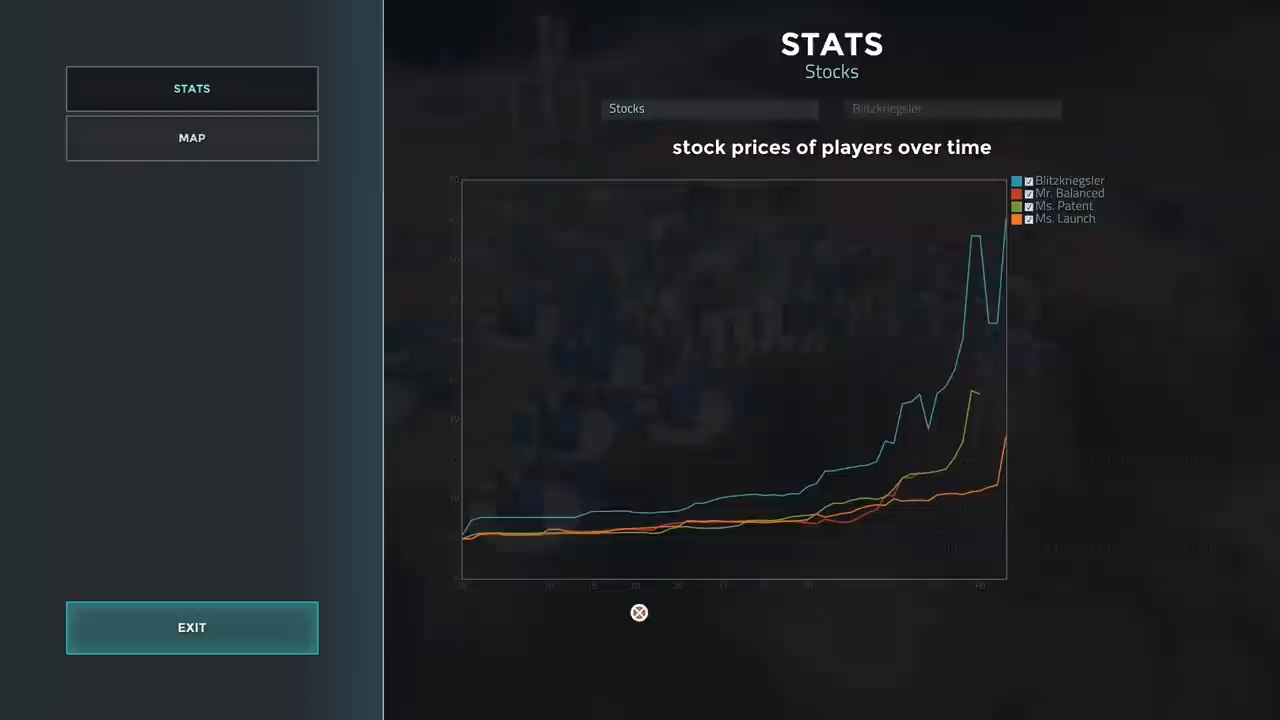 STATS
MAP
EXIT
STATS
Stocks
Stocks
Blitzkriegsler
stock prices of players over time
Blitzkriegsler
Mr. Balanced
Ms. Patent
Ms. Launch